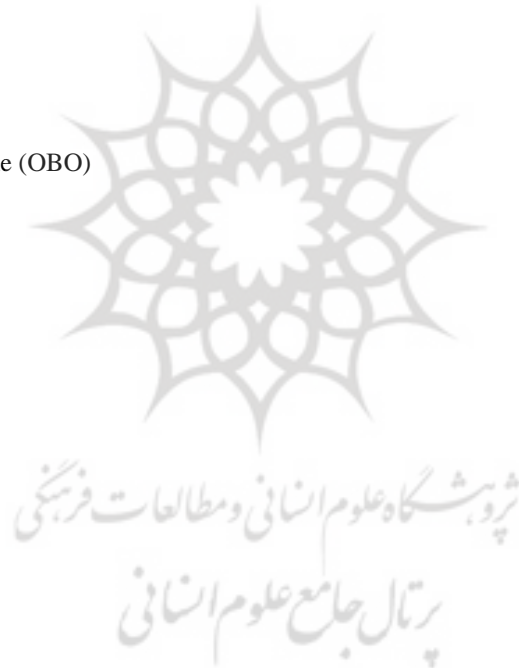 e (OBO)
پژوهشگاه علوم انسانی و مطالعات فرهنگی
پرتال جامع علوم انسانی